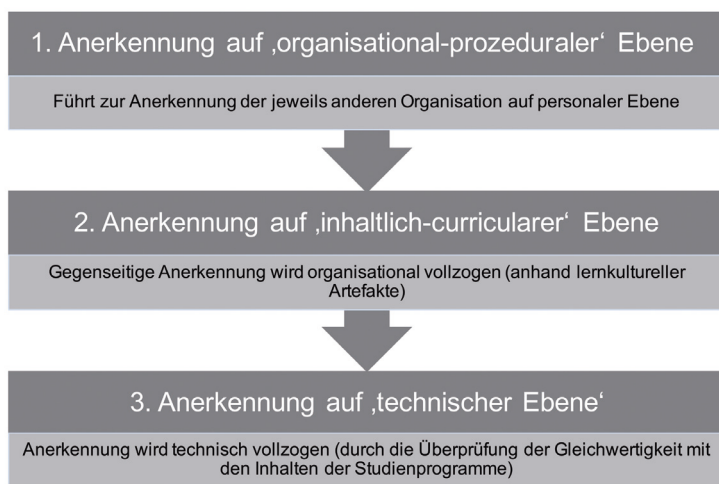 1. Anerkennung auf ‚organisational-prozeduraler‘ Ebene
Führt zur Anerkennung der jeweils anderen Organisation auf personaler Ebene
2. Anerkennung auf ‚inhaltlich-curricularer‘ Ebene
Gegenseitige Anerkennung wird organisational vollzogen (anhand lernkultureller
Artefakte)
3. Anerkennung auf ‚technischer Ebene‘
Anerkennung wird technisch vollzogen (durch die Überprüfung der Gleichwertigkeit mit
den Inhalten der Studienprogramme)